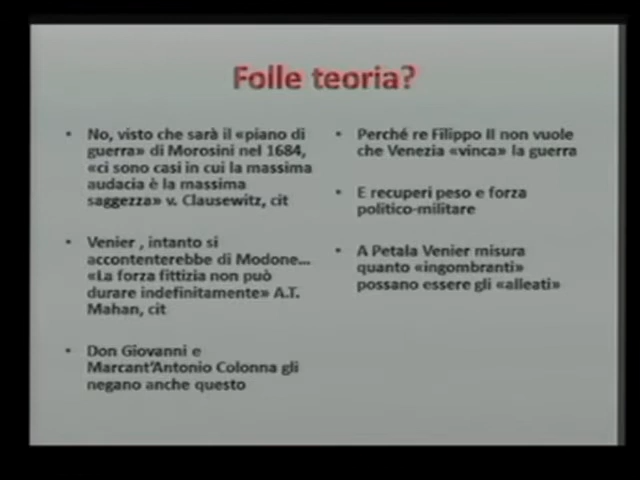 Folle teoria?
• No, visto che sarà il «piano di
guerra» di Morosini nel 1684,
«ci sono casi in cui la massima
audacia è la massima
saggezza» v. Clausewitz, cit
• Venier , intanto si
accontenterebbe di Modone...
«La forza fittizia non può
durare indefinitamente» A.T.
Mahan, cit
• Don Giovanni e
Marcant'Antonio Colonna gli
negano anche questo
• Perché re Filippo II non vuole
che Venezia «vinca» la guerra
• E recuperi peso e forza
politico-militare
• A Petala Venier misura
quanto «ingombranti»
possano essere gli «alleati»